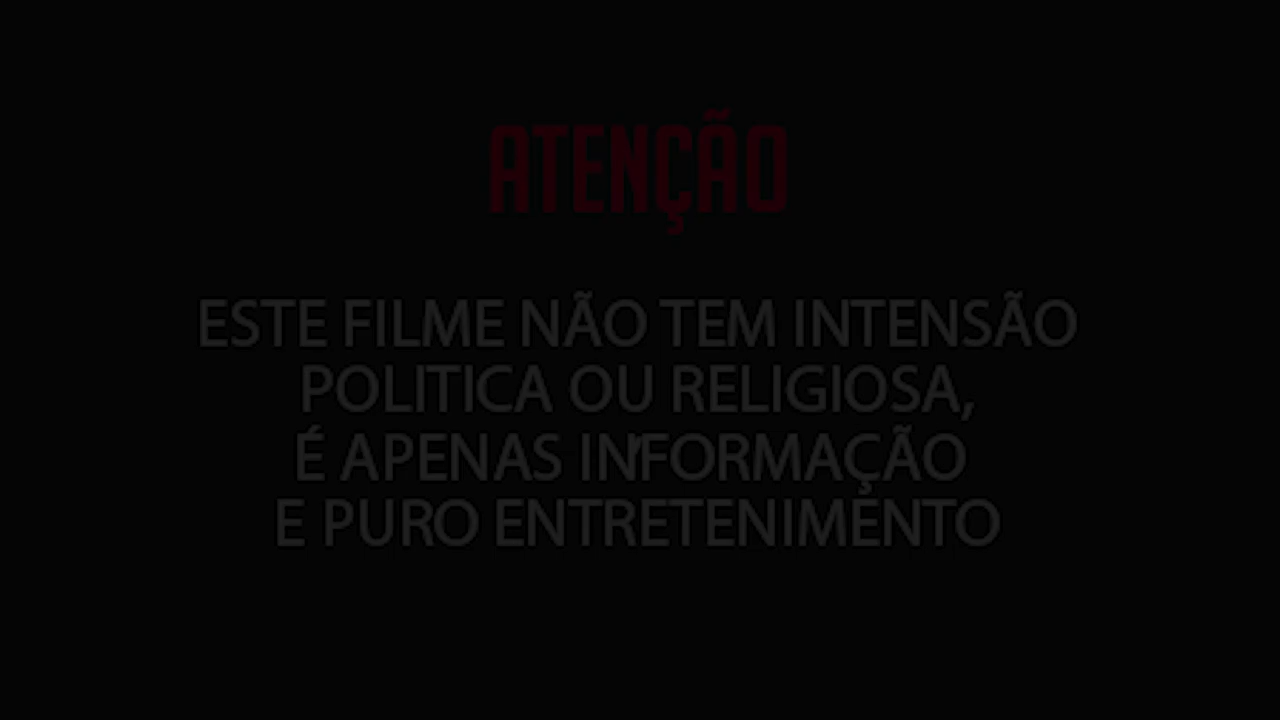 ATENÇÃO
ESTE FILME NÃO TEM INTENSÃO
POLITICA OU RELIGIOSA,
É APENAS INFORMAÇÃO
E PURO ENTRETENIMENTO